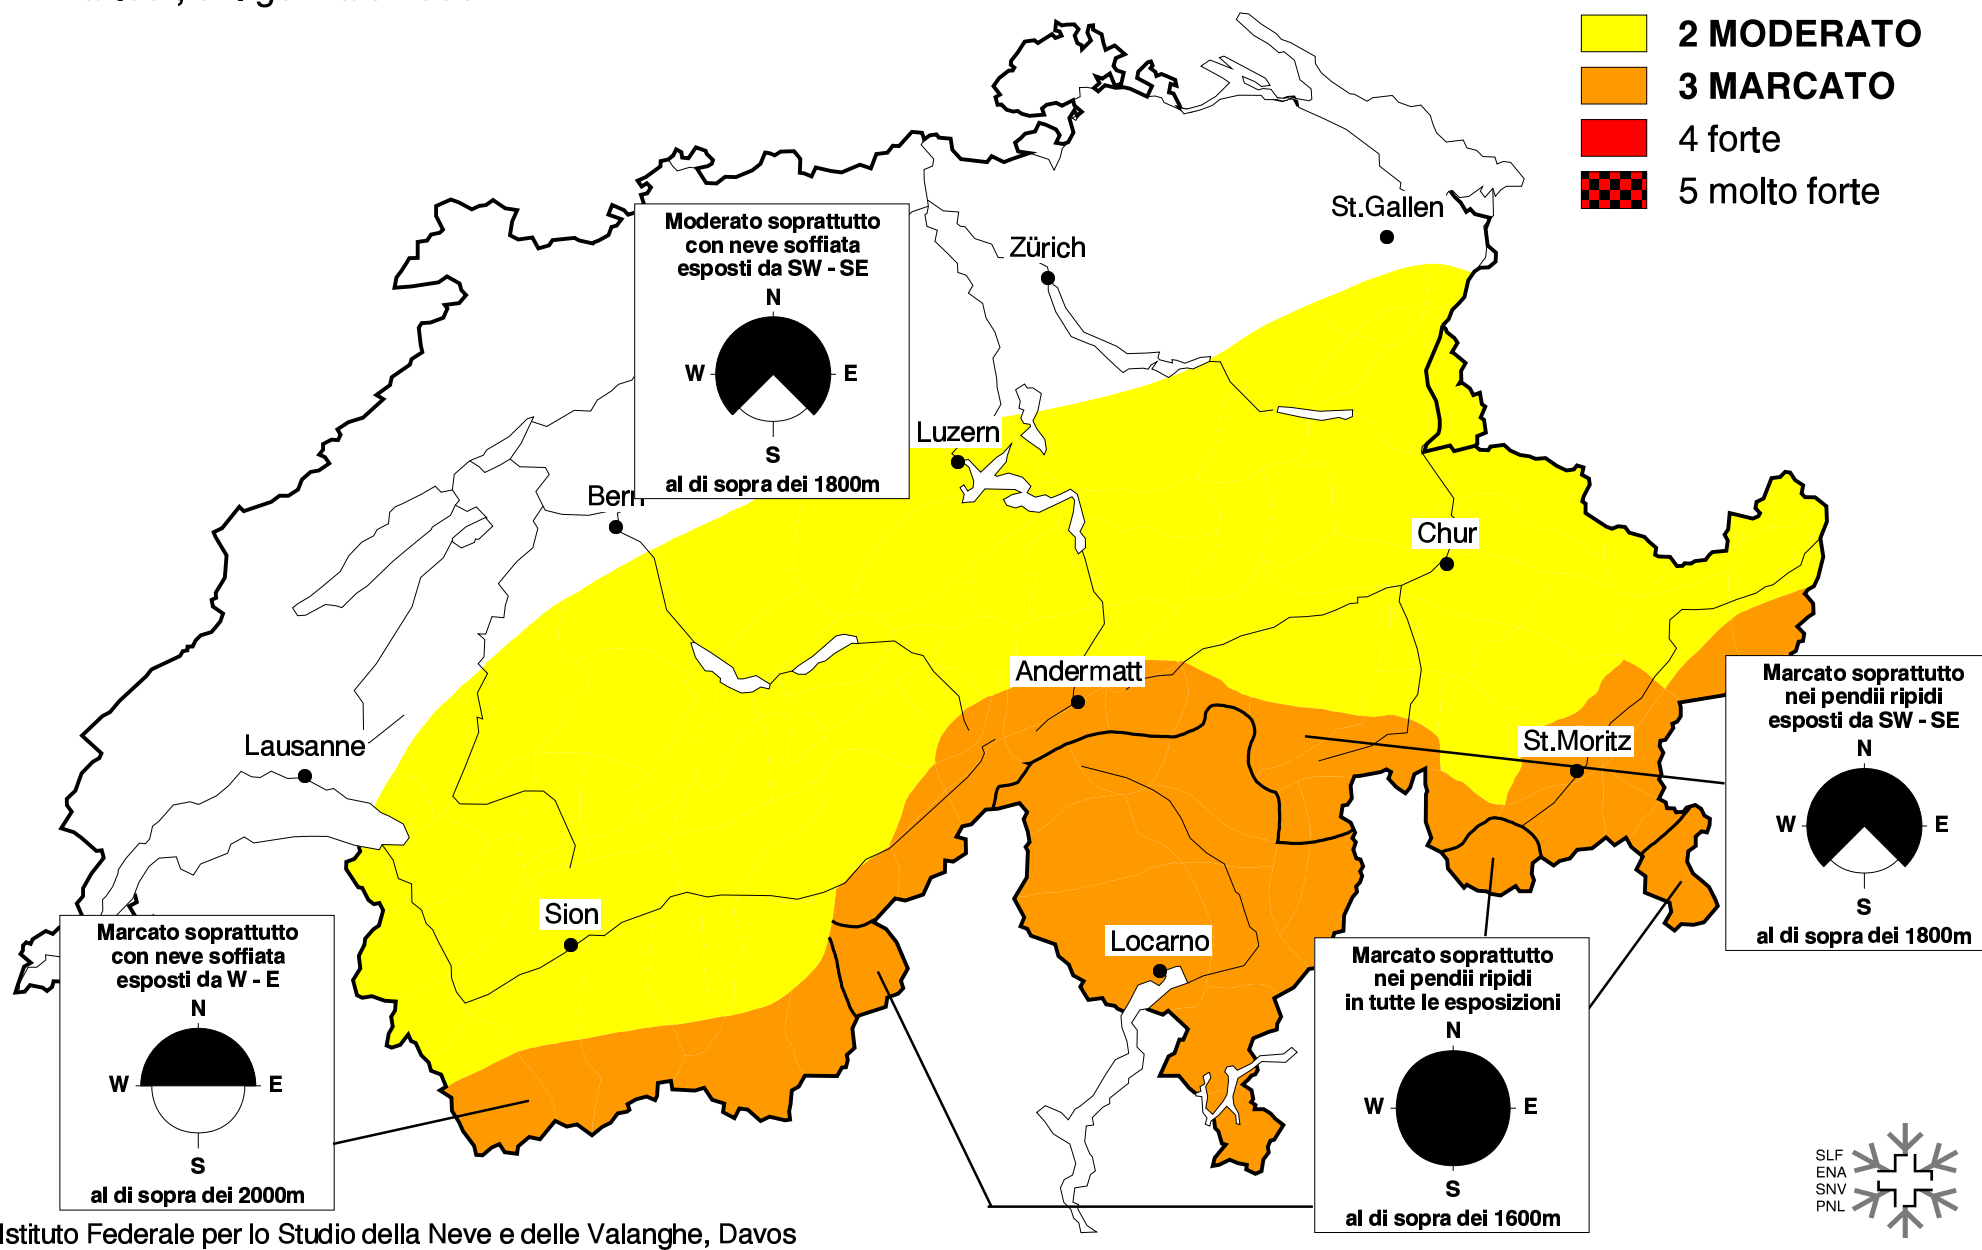 2 MODERATO
3 MARCATO
4 forte
5 molto forte
St.Gallen
Zürich
Moderato soprattutto
con neve soffiata
esposti da SW - SE
N
W E
S
al di sopra dei 1800m
Luzern
Bern
Chur
Andermatt
Marcato soprattutto
nei pendii ripidi
esposti da SW - SE
N
W E
S
al di sopra dei 1800m
St.Moritz
Lausanne
Sion
Locarno
Marcato soprattutto
con neve soffiata
esposti da W - E
N
W E
S
al di sopra dei 2000m
Marcato soprattutto
nei pendii ripidi
in tutte le esposizioni
N
W E
S
al di sopra dei 1600m
SLF
ENA
SNV
PNL
Istituto Federale per lo Studio della Neve e delle Valanghe, Davos